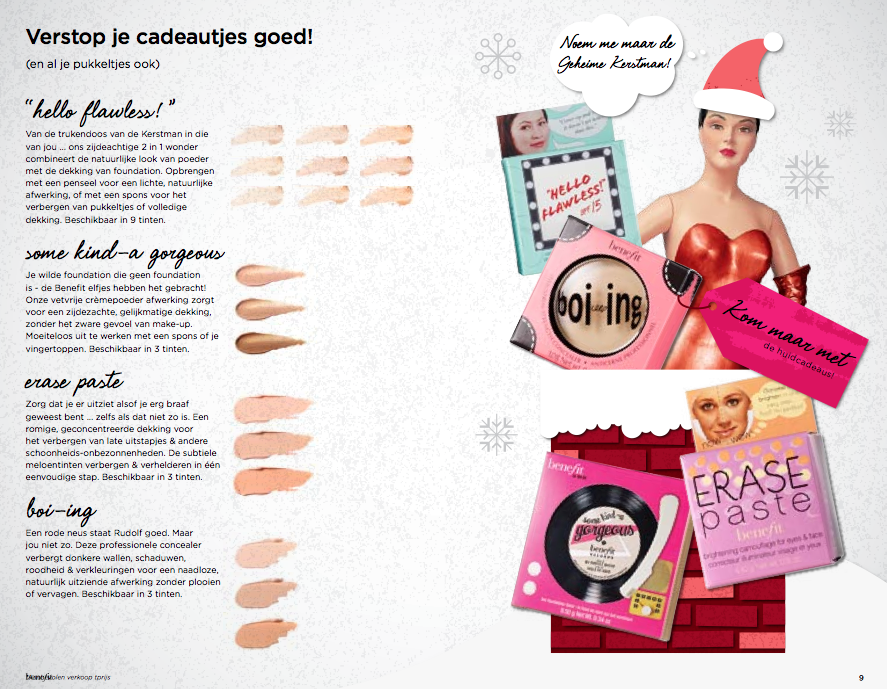 Verstop je cadeautjes goed!
(en al je pukkeltjes ook)
"hello flawless!"
Van de trukendoos van de Kerstman in die
van jou ... ons zijdeachtige 2 in 1 wonder
combineert de natuurlijke look van poeder
met de dekking van foundation. Opbrengen
met een penseel voor een lichte, natuurlijke
afwerking, of met een spons voor het
verbergen van pukkeltjes of volledige
dekking. Beschikbaar in 9 tinten.
some kind-a gorgeous
Je wilde foundation die geen foundation
is - de Benefit elfjes hebben het gebracht!
Onze vetvrije crèmepoeder afwerking zorgt
voor een zijdezachte, gelijkmatige dekking,
zonder het zware gevoel van make-up.
Moeiteloos uit te werken met een spons of je
vingertoppen. Beschikbaar in 3 tinten.
erase paste
Zorg dat je er uitziet alsof je erg braaf
geweest bent ... zelfs als dat niet zo is. Een
romige, geconcentreerde dekking voor
het verbergen van late uitstapjes & andere
schoonheids-onbezonnenheden. De subtiele
meloentinten verbergen & verhelderen in één
eenvoudige stap. Beschikbaar in 3 tinten.
boi-ing
Een rode neus staat Rudolf goed. Maar
jou niet zo. Deze professionele concealer
verbergt donkere wallen, schaduwen,
roodheid & verkleuringen voor een naadloze,
natuurlijk uitziende afwerking zonder plooien
of vervagen. Beschikbaar in 3 tinten.
Noem me maar de
Geheime Kerstman!
"HELLO
FLAWLESS!"
SPF 15
benefit
boi-ing
Kom maar met
de huidcadeaus!
now
wow
ERASE
paste
benefit
brightening camouflage for eyes & face
correcteur illuminateur visage et yeux
benefit
some kind-a
gorgeous
benefit
verkoop
9